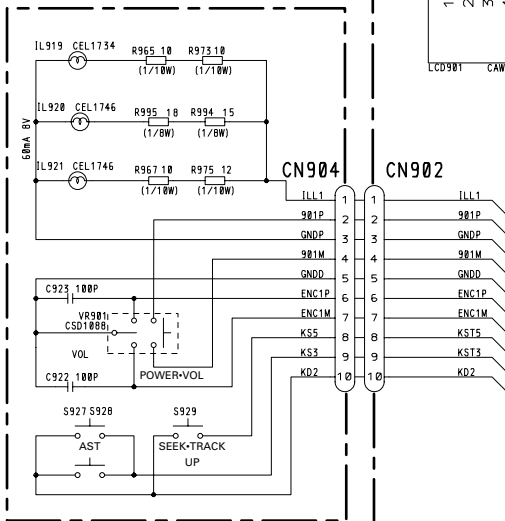 IL919 CEL1734
R965 10
(1/10W)
R973 10
(1/10W)
IL920 CEL1746
R995 18
(1/8W)
R994 15
(1/8W)
60mA 8V
IL921 CEL1746
R967 10
(1/10W)
R975 12
(1/10W)
1
2
3
LCD901
CAW
CN904
CN902
ILL1 1 1 ILL1
901P 2 2 901P
GNDP 3 3 GNDP
901M 4 4 901M
GNDD 5 5 GNDD
ENC1P 6 6 ENC1P
ENC1M 7 7 ENC1M
KS5 8 8 KST5
KS3 9 9 KST3
KD2 10 10 KD2
C923 100P
VR901
CSD1088
VOL
C922 100P
POWER•VOL
S927 S928
AST
S929
SEEK•TRACK
UP